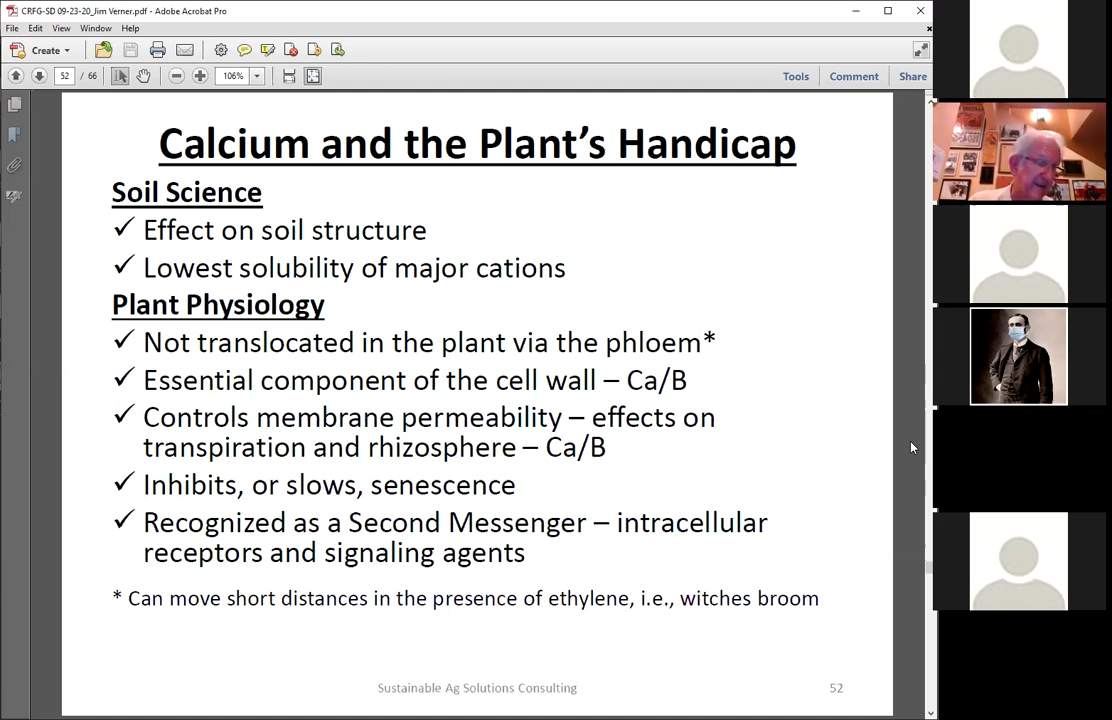 CRFG-SD 09-23-20_Jim Verner.pdf - Adobe Acrobat Pro
File Edit View Window Help
Create
52 / 66 106% Tools Comment Share
Calcium and the Plant's Handicap
Soil Science
✓ Effect on soil structure
✓ Lowest solubility of major cations
Plant Physiology
✓ Not translocated in the plant via the phloem*
✓ Essential component of the cell wall – Ca/B
✓ Controls membrane permeability – effects on
transpiration and rhizosphere – Ca/B
✓ Inhibits, or slows, senescence
✓ Recognized as a Second Messenger – intracellular
receptors and signaling agents
* Can move short distances in the presence of ethylene, i.e., witches broom
Sustainable Ag Solutions Consulting 52